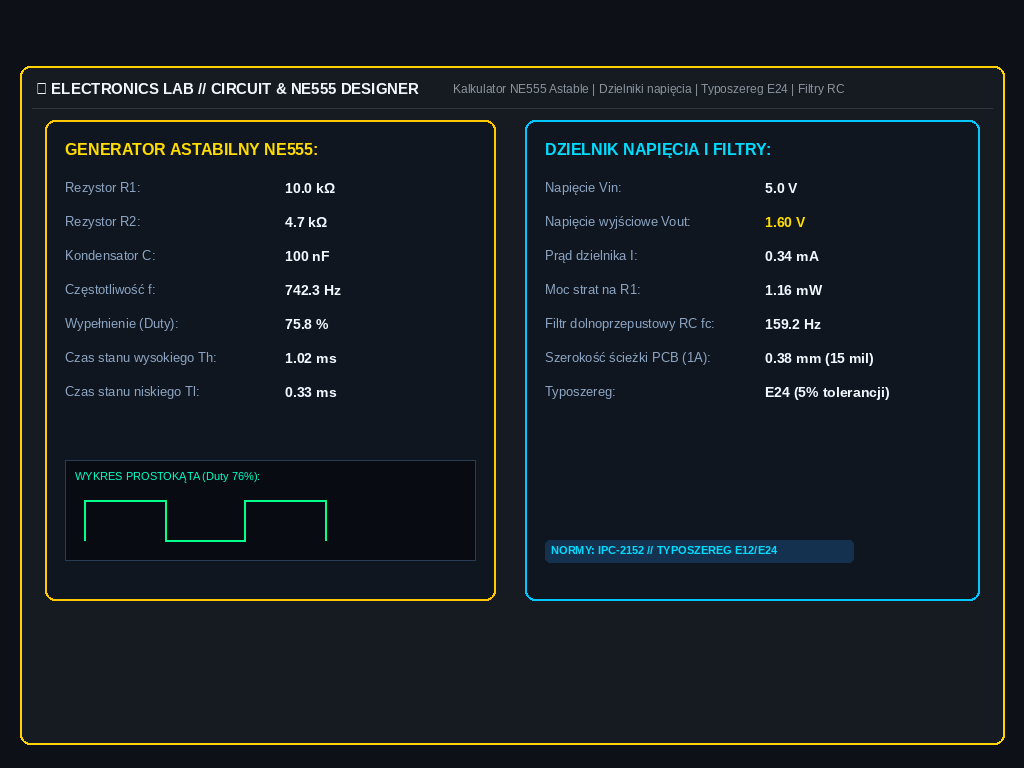 ELECTRONICS LAB // CIRCUIT & NE555 DESIGNER
Kalkulator NE555 Astable | Dzielniki napięcia | Typoszereg E24 | Filtry RC
GENERATOR ASTABILNY NE555:
Rezystor R1: 10.0 kΩ
Rezystor R2: 4.7 kΩ
Kondensator C: 100 nF
Częstotliwość f: 742.3 Hz
Wypełnienie (Duty): 75.8 %
Czas stanu wysokiego Th: 1.02 ms
Czas stanu niskiego Tl: 0.33 ms
WYKRES PROSTOKĄTA (Duty 76%):
DZIELNIK NAPIĘCIA I FILTRY:
Napięcie Vin: 5.0 V
Napięcie wyjściowe Vout: 1.60 V
Prąd dzielnika I: 0.34 mA
Moc strat na R1: 1.16 mW
Filtr dolnoprzepustowy RC fc: 159.2 Hz
Szerokość ścieżki PCB (1A): 0.38 mm (15 mil)
Typoszereg: E24 (5% tolerancji)
NORMY: IPC-2152 // TYPOSZEREG E12/E24